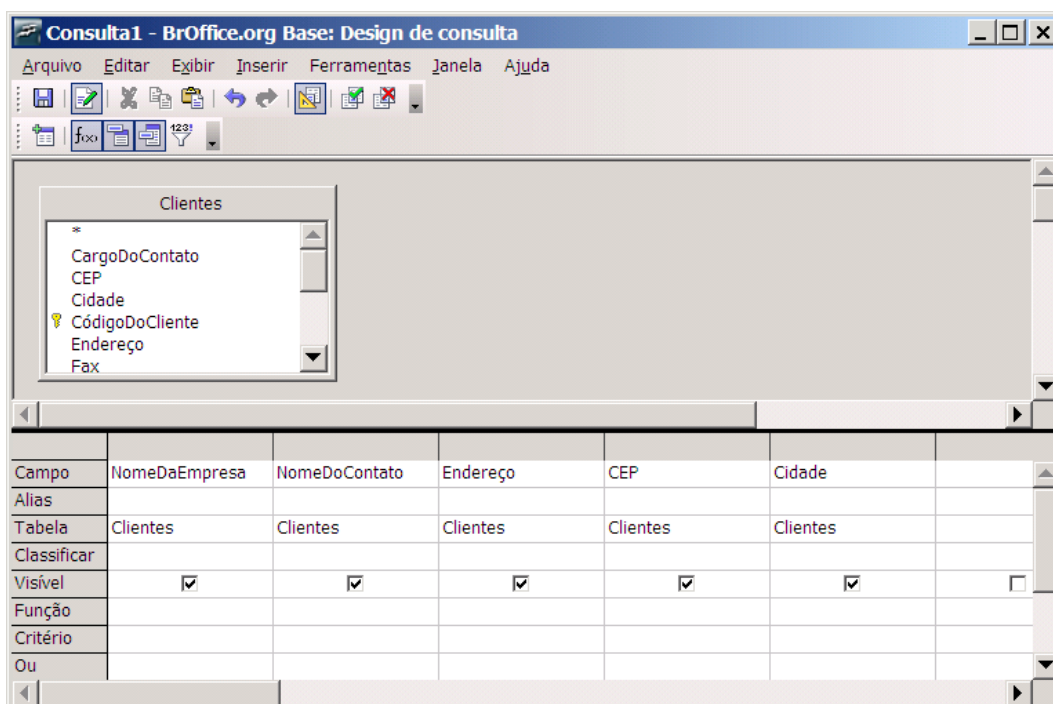 Consulta1 - BrOffice.org Base: Design de consulta
Arquivo Editar Exibir Inserir Ferramentas Janela Ajuda
f(x) 123!
Clientes
*
CargoDoContato
CEP
Cidade
CódigoDoCliente
Endereço
Fax
Campo NomeDaEmpresa NomeDoContato Endereço CEP Cidade
Alias
Tabela Clientes Clientes Clientes Clientes Clientes
Classificar
Visível
Função
Critério
Ou